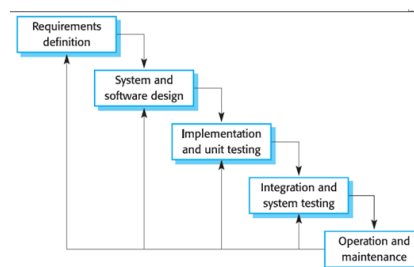 Requirements
definition
System and
software design
Implementation
and unit testing
Integration and
system testing
Operation and
maintenance